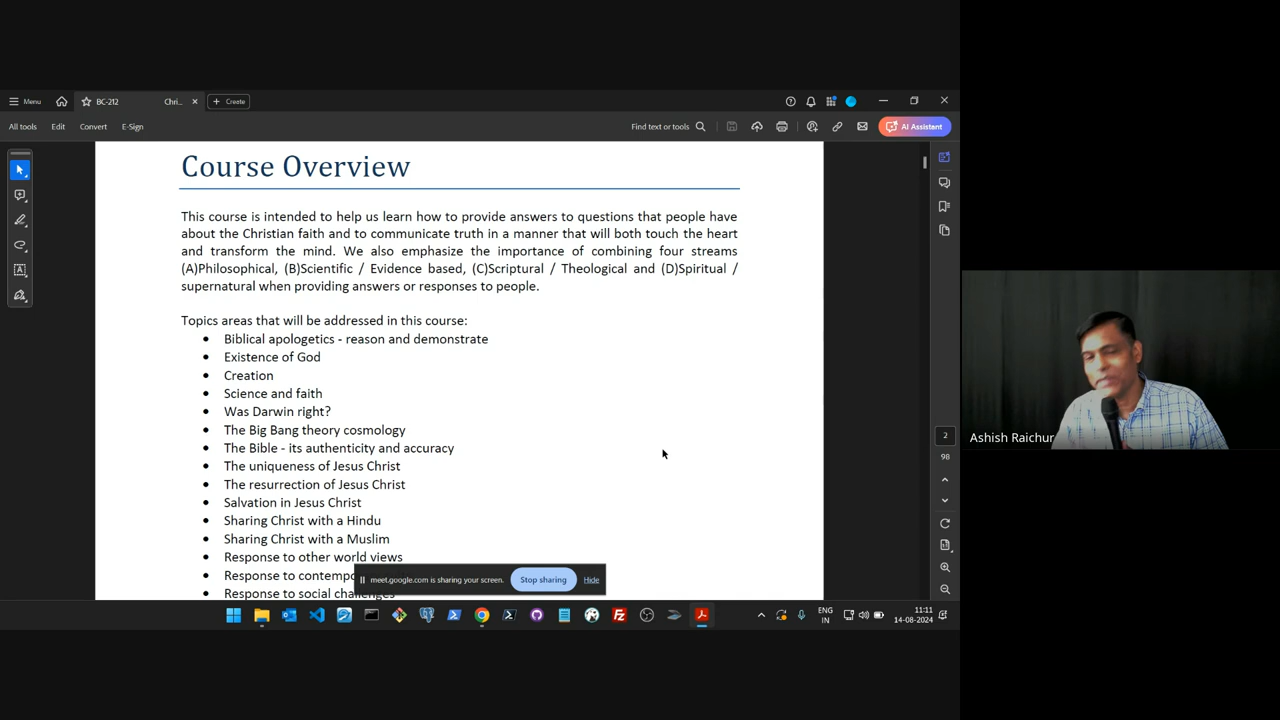 Menu
BC-212 Chri...
Create
All tools Edit Convert E-Sign
Find text or tools
AI Assistant
Course Overview
This course is intended to help us learn how to provide answers to questions that people have
about the Christian faith and to communicate truth in a manner that will both touch the heart
and transform the mind. We also emphasize the importance of combining four streams
(A)Philosophical, (B)Scientific / Evidence based, (C)Scriptural / Theological and (D)Spiritual /
supernatural when providing answers or responses to people.
Topics areas that will be addressed in this course:
• Biblical apologetics - reason and demonstrate
• Existence of God
• Creation
• Science and faith
• Was Darwin right?
• The Big Bang theory cosmology
• The Bible - its authenticity and accuracy
• The uniqueness of Jesus Christ
• The resurrection of Jesus Christ
• Salvation in Jesus Christ
• Sharing Christ with a Hindu
• Sharing Christ with a Muslim
• Response to other world views
• Response to
• Response to social
meet.google.com is sharing your screen. Stop sharing Hide
2
98
Ashish Raichur
ENG
IN
11:11
14-08-2024